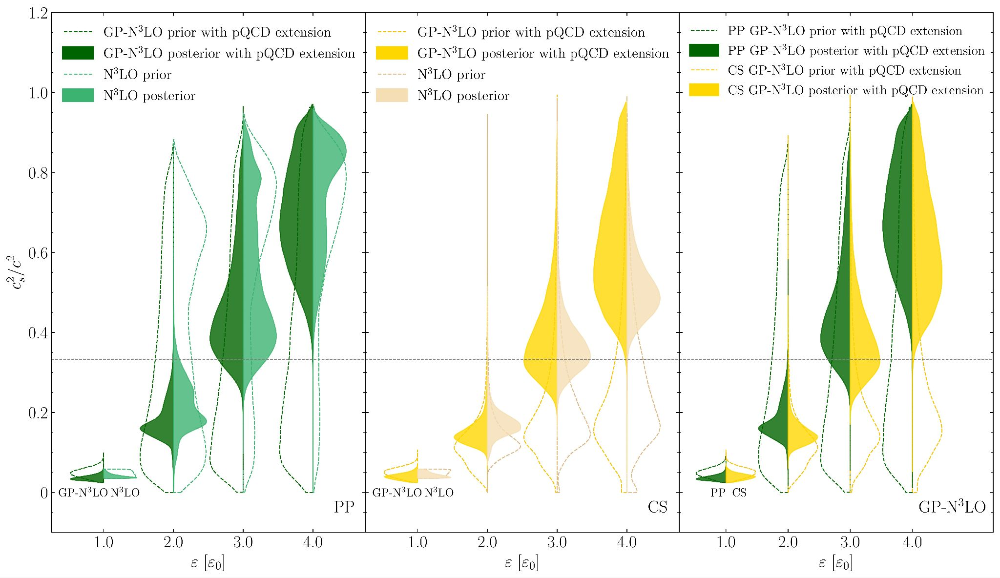 1.2
1.0
0.8
0.6
0.4
0.2
0
c_s^2/c^2
GP-N³LO prior with pQCD extension
GP-N³LO posterior with pQCD extension
N³LO prior
N³LO posterior
GP-N³LO N³LO
PP
1.0 2.0 3.0 4.0
ε [ε₀]
GP-N³LO prior with pQCD extension
GP-N³LO posterior with pQCD extension
N³LO prior
N³LO posterior
GP-N³LO N³LO
CS
1.0 2.0 3.0 4.0
ε [ε₀]
PP GP-N³LO prior with pQCD extension
PP GP-N³LO posterior with pQCD extension
CS GP-N³LO prior with pQCD extension
CS GP-N³LO posterior with pQCD extension
PP CS
GP-N³LO
1.0 2.0 3.0 4.0
ε [ε₀]